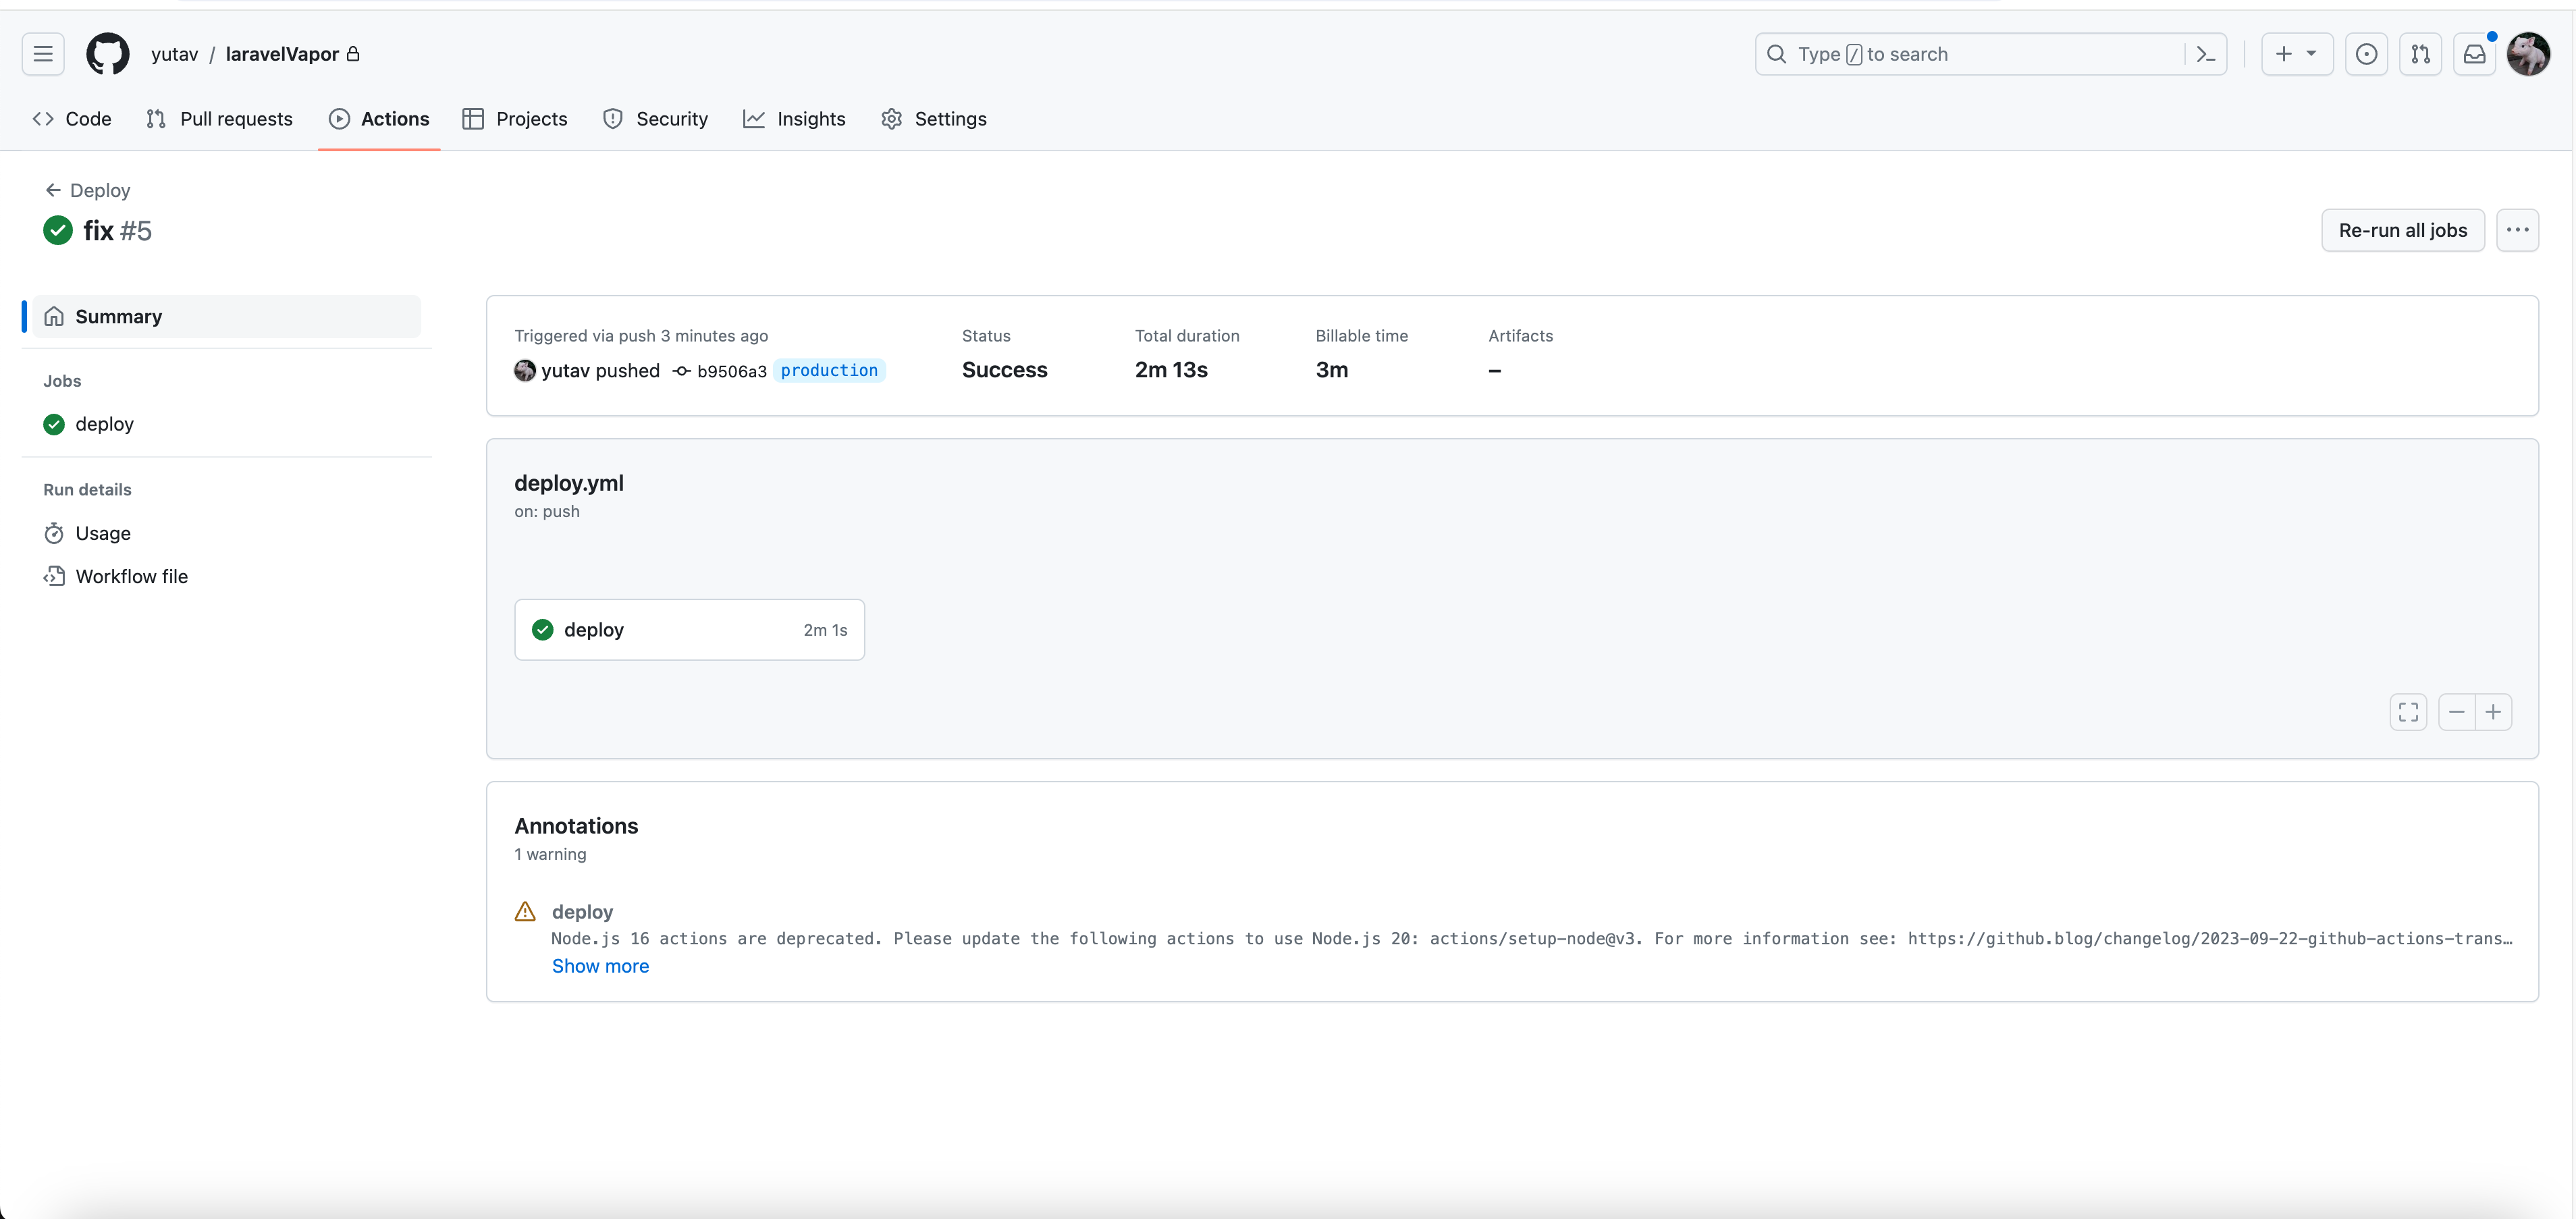 yutav / laravelVapor
Type / to search
Code Pull requests Actions Projects Security Insights Settings
Deploy
fix #5
Re-run all jobs
Summary
Jobs
deploy
Run details
Usage
Workflow file
Triggered via push 3 minutes ago
yutav pushed b9506a3 production
Status
Success
Total duration
2m 13s
Billable time
3m
Artifacts
–
deploy.yml
on: push
deploy 2m 1s
Annotations
1 warning
deploy
Node.js 16 actions are deprecated. Please update the following actions to use Node.js 20: actions/setup-node@v3. For more information see: https://github.blog/changelog/2023-09-22-github-actions-trans…
Show more